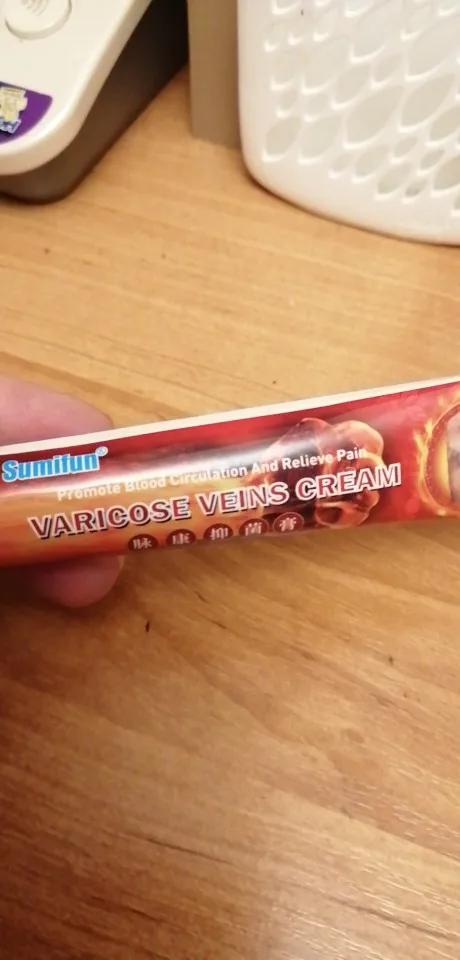 Sumifun®
Promote Blood Circulation And Relieve Pain
VARICOSE VEINS CREAM
脉康抑菌膏